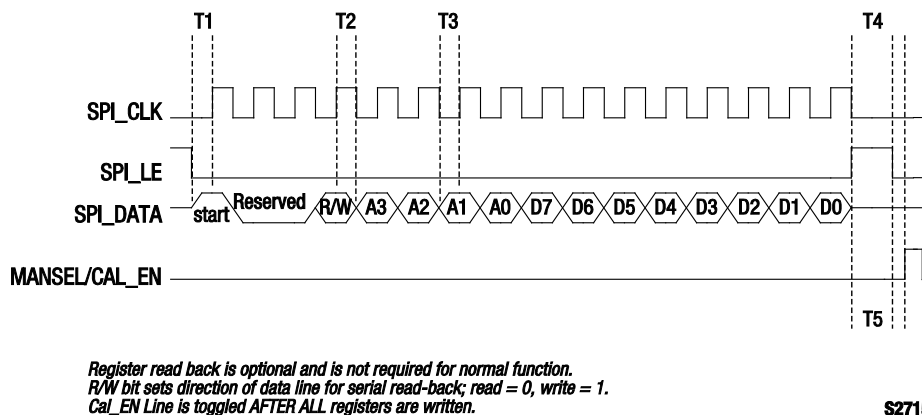 T1 T2 T3 T4
SPI_CLK
SPI_LE
SPI_DATA start Reserved R/W A3 A2 A1 A0 D7 D6 D5 D4 D3 D2 D1 D0
MANSEL/CAL_EN
T5
Register read back is optional and is not required for normal function.
R/W bit sets direction of data line for serial read-back; read = 0, write = 1.
Cal_EN Line is toggled AFTER ALL registers are written.
S271